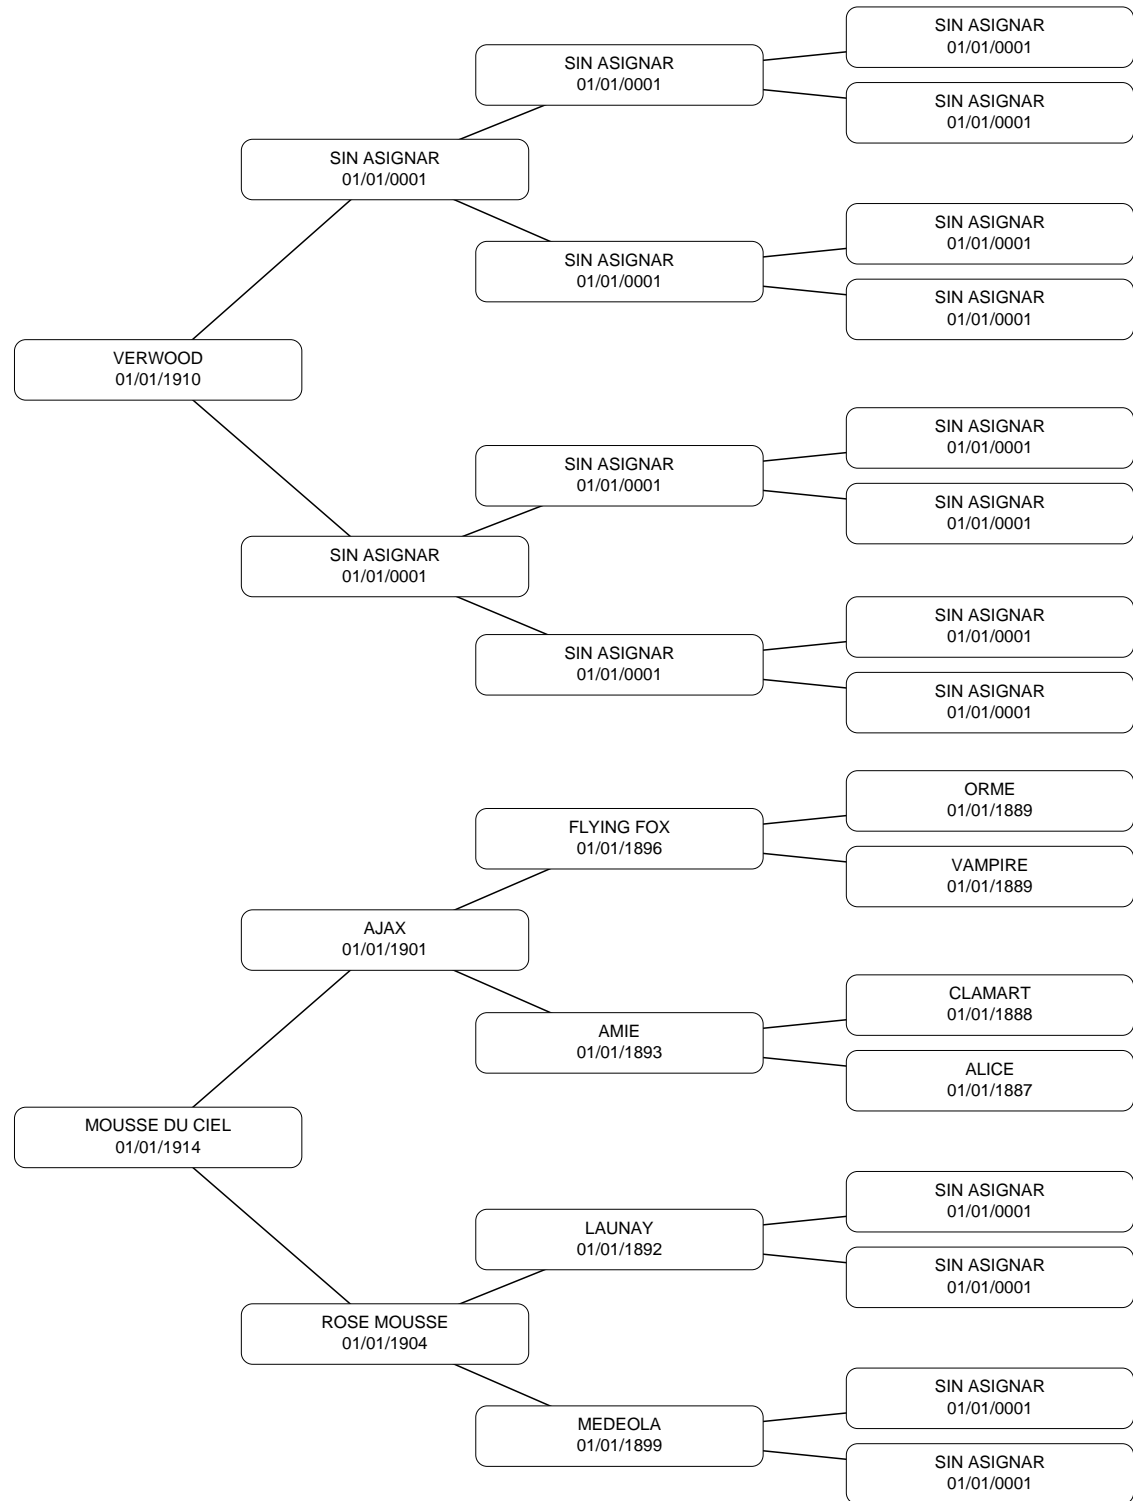 SIN ASIGNAR
01/01/0001
SIN ASIGNAR
01/01/0001
SIN ASIGNAR
01/01/0001
SIN ASIGNAR
01/01/0001
SIN ASIGNAR
01/01/0001
SIN ASIGNAR
01/01/0001
SIN ASIGNAR
01/01/0001
VERWOOD
01/01/1910
SIN ASIGNAR
01/01/0001
SIN ASIGNAR
01/01/0001
SIN ASIGNAR
01/01/0001
SIN ASIGNAR
01/01/0001
SIN ASIGNAR
01/01/0001
SIN ASIGNAR
01/01/0001
SIN ASIGNAR
01/01/0001
ORME
01/01/1889
FLYING FOX
01/01/1896
VAMPIRE
01/01/1889
AJAX
01/01/1901
CLAMART
01/01/1888
AMIE
01/01/1893
ALICE
01/01/1887
MOUSSE DU CIEL
01/01/1914
SIN ASIGNAR
01/01/0001
LAUNAY
01/01/1892
SIN ASIGNAR
01/01/0001
ROSE MOUSSE
01/01/1904
SIN ASIGNAR
01/01/0001
MEDEOLA
01/01/1899
SIN ASIGNAR
01/01/0001